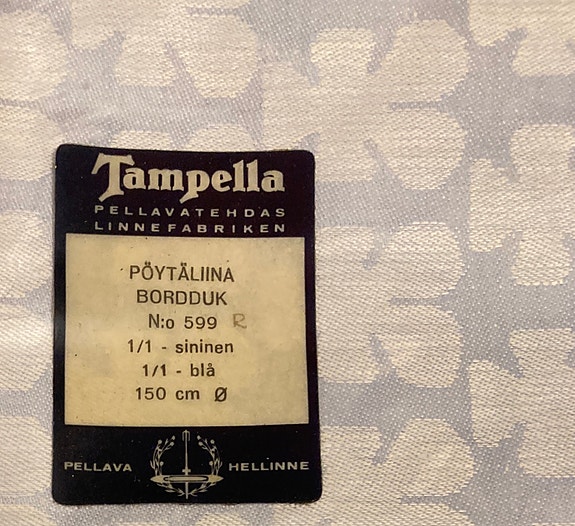 Tampella
PELLAVATEHDAS
LINNEFABRIKEN
PÖYTÄLIINA
BORDDUK
N:o 599 R
1/1 - sininen
1/1 - blå
150 cm Ø
PELLAVA HELLINNE